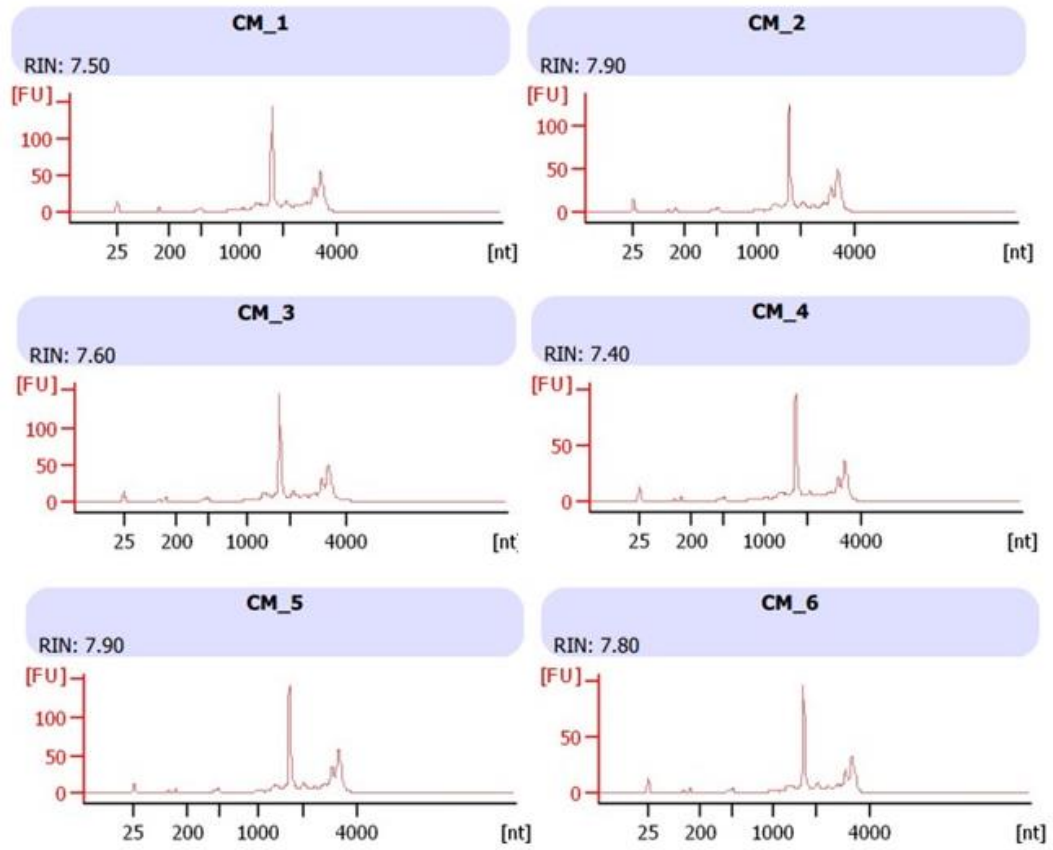 CM_1
RIN: 7.50
[FU]
100
50
0
25 200 1000 4000 [nt]
CM_2
RIN: 7.90
[FU]
100
50
0
25 200 1000 4000 [nt]
CM_3
RIN: 7.60
[FU]
100
50
0
25 200 1000 4000 [nt
CM_4
RIN: 7.40
[FU]
50
0
25 200 1000 4000 [nt]
CM_5
RIN: 7.90
[FU]
100
50
0
25 200 1000 4000 [nt]
CM_6
RIN: 7.80
[FU]
50
0
25 200 1000 4000 [nt]